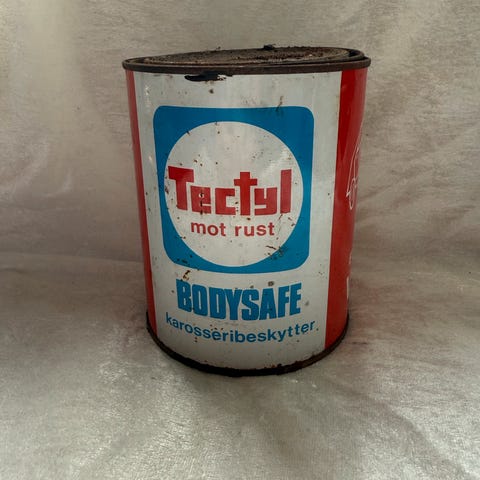 Tectyl
mot rust
BODYSAFE
karosseribeskytter